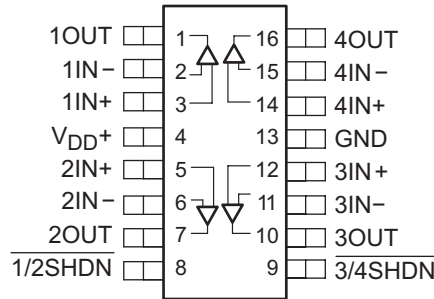 1OUT 1 16 4OUT
1IN− 2 15 4IN−
1IN+ 3 14 4IN+
VDD+ 4 13 GND
2IN+ 5 12 3IN+
2IN− 6 11 3IN−
2OUT 7 10 3OUT
1/2SHDN 8 9 3/4SHDN